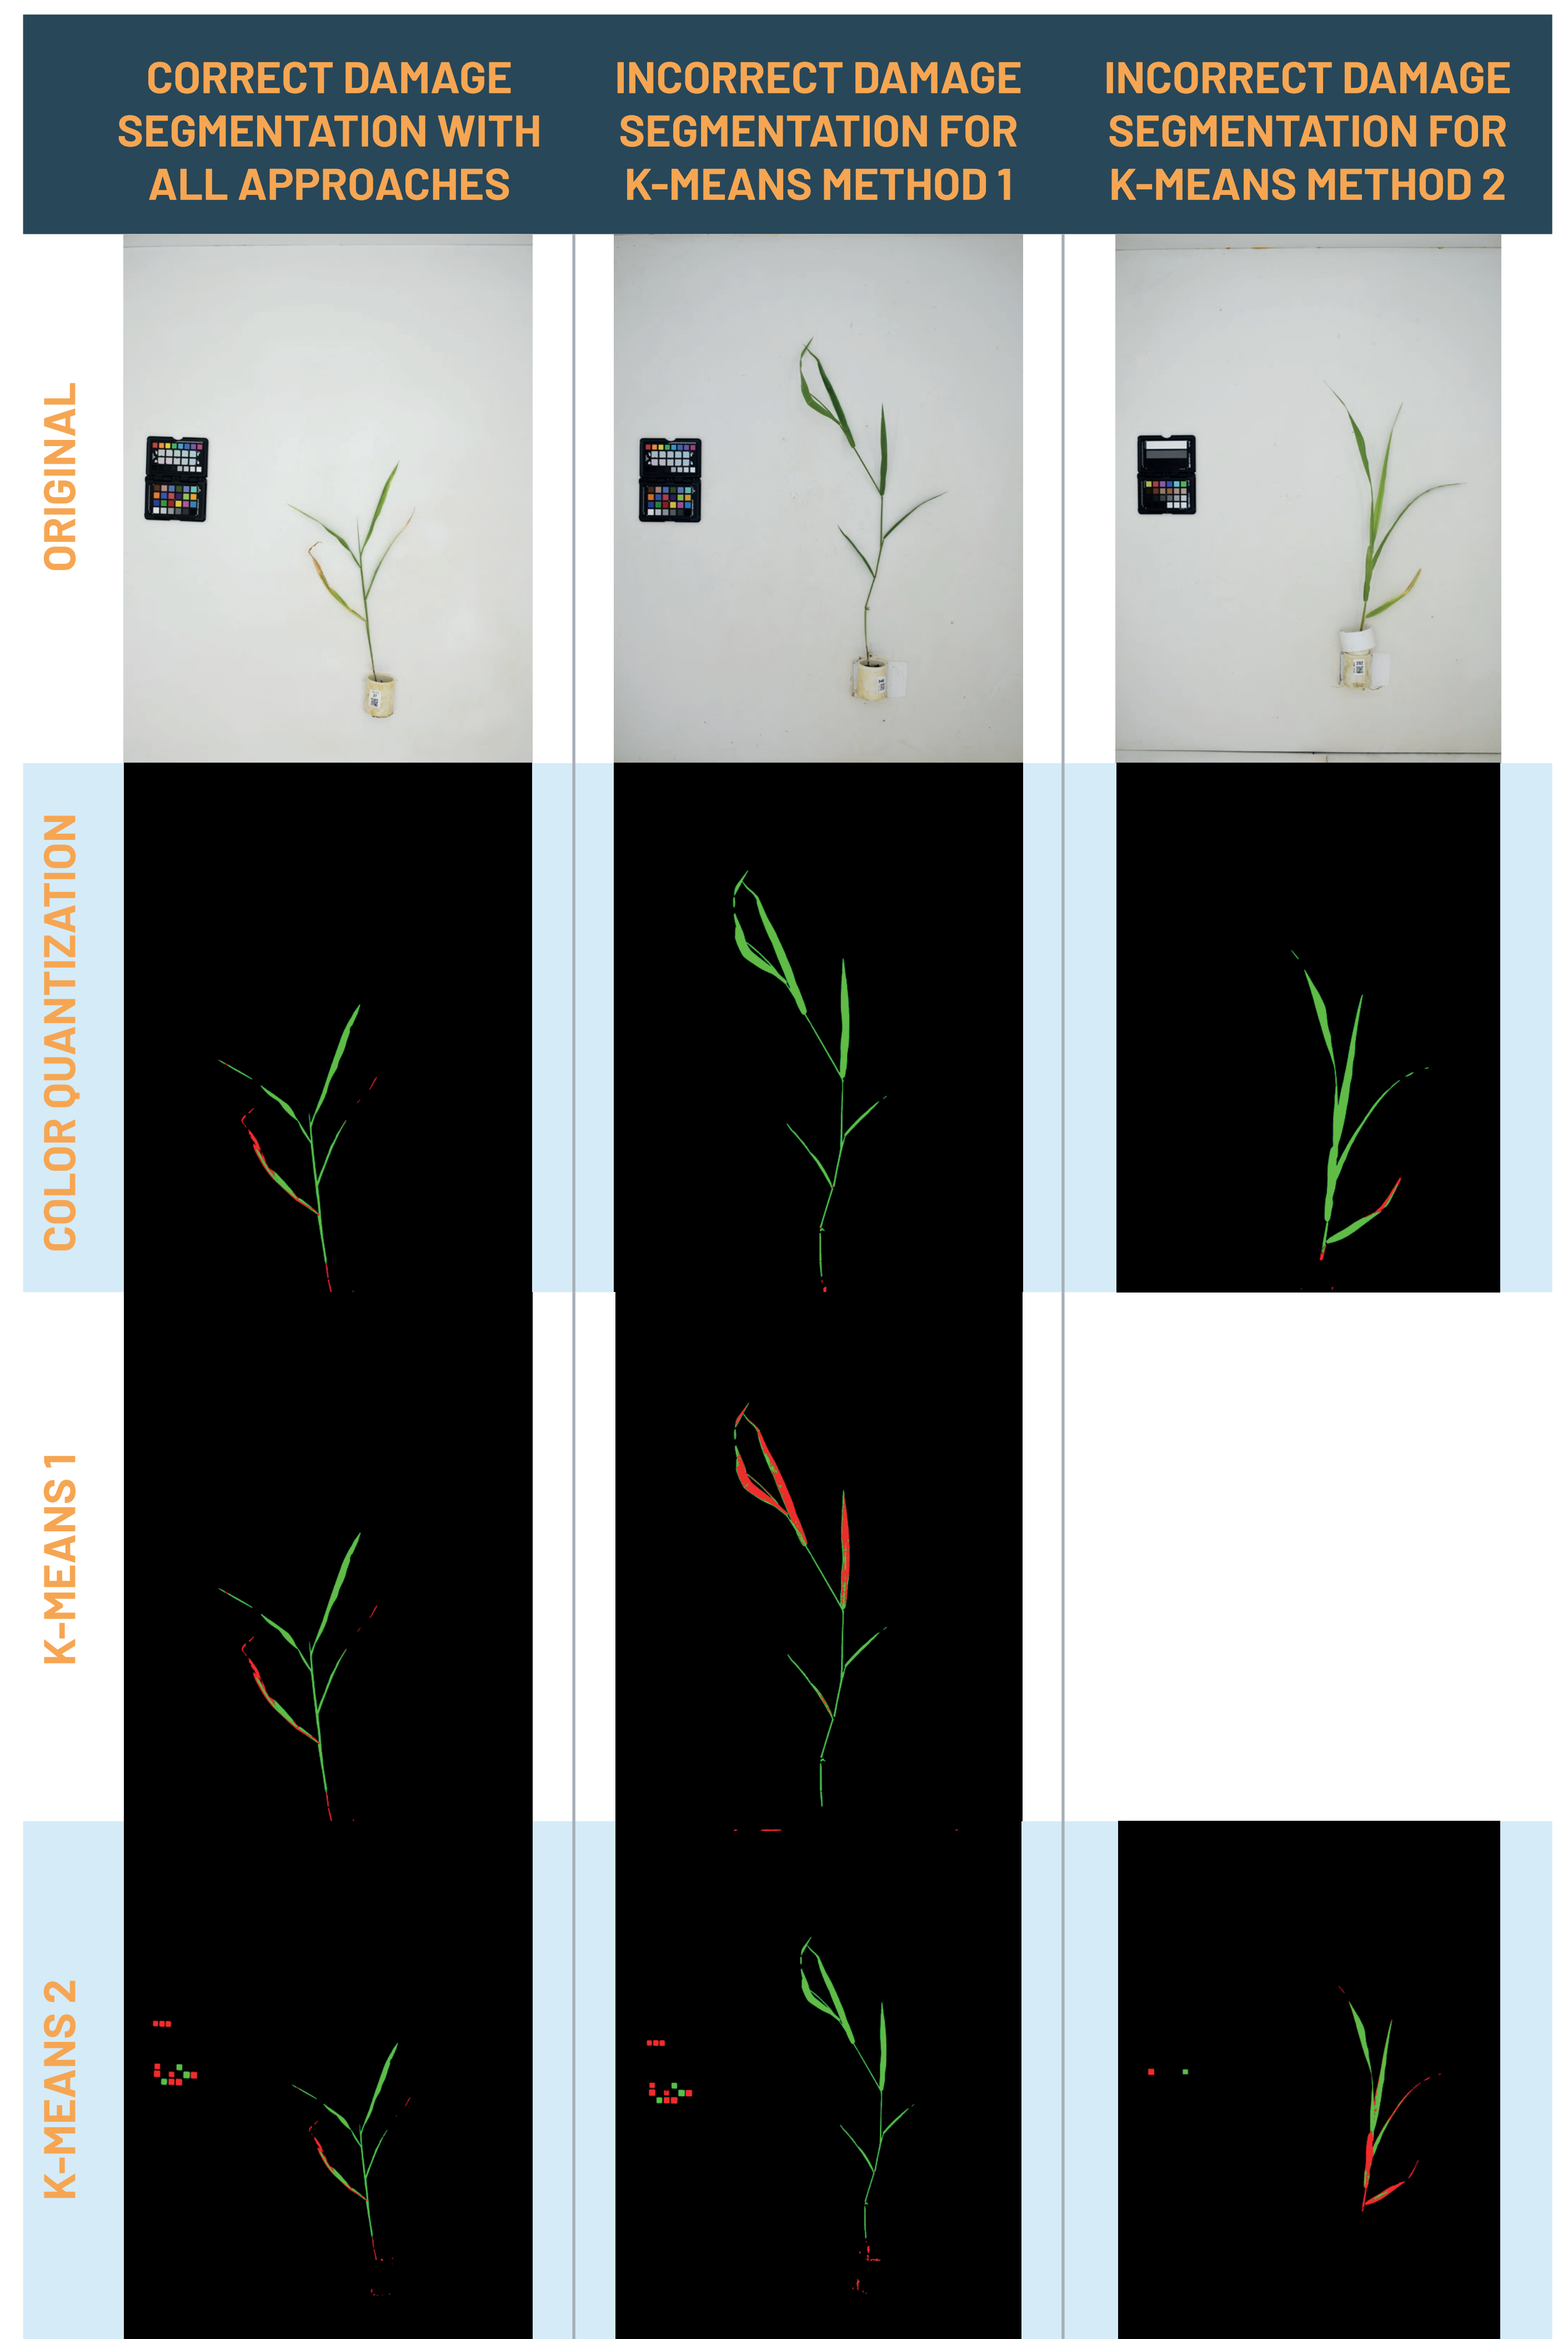 CORRECT DAMAGE
SEGMENTATION WITH
ALL APPROACHES
INCORRECT DAMAGE
SEGMENTATION FOR
K-MEANS METHOD 1
INCORRECT DAMAGE
SEGMENTATION FOR
K-MEANS METHOD 2
ORIGINAL
COLOR QUANTIZATION
K-MEANS 1
K-MEANS 2